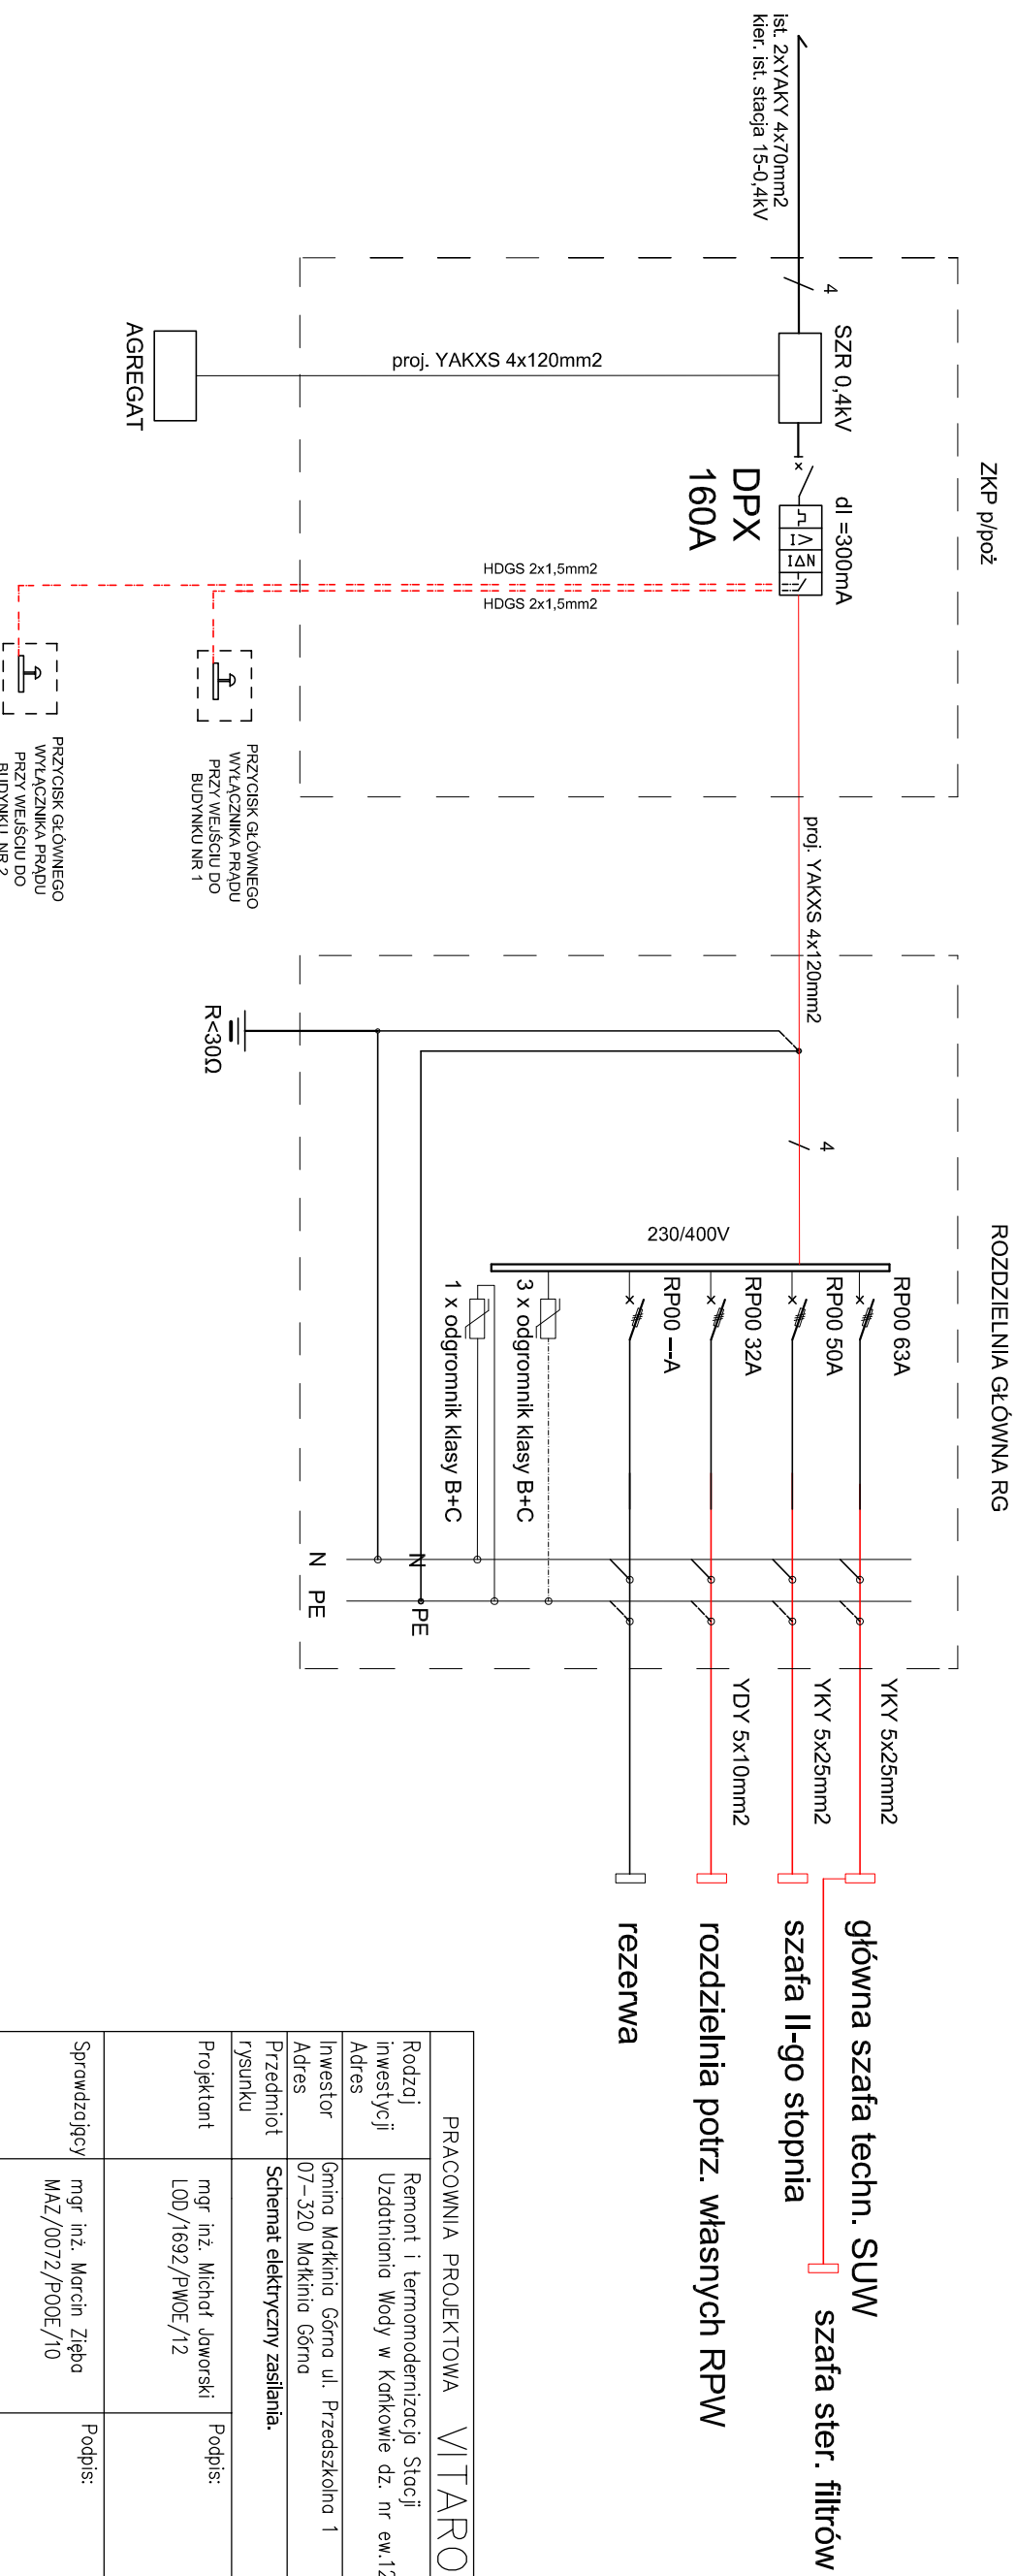 ist. 2xYAKY 4x70mm2
kier. ist. stacja 15-0,4kV
ZKP p/poż
4
SZR 0,4kV
proj. YAKXS 4x120mm2
AGREGAT
dI =300mA
I>
I∆N
DPX
160A
HDGS 2x1,5mm2
HDGS 2x1,5mm2
PRZYCISK GŁÓWNEGO
WYŁĄCZNIKA PRĄDU
PRZY WEJŚCIU DO
BUDYNKU NR 1
PRZYCISK GŁÓWNEGO
WYŁĄCZNIKA PRĄDU
PRZY WEJŚCIU DO
BUDYNKU NR 2
proj. YAKXS 4x120mm2
ROZDZIELNIA GŁÓWNA RG
R<30Ω
4
230/400V
RP00 63A
RP00 50A
RP00 32A
RP00 ---A
3 x odgromnik klasy B+C
1 x odgromnik klasy B+C
N
PE
N
PE
YKY 5x25mm2
YKY 5x25mm2
YDY 5x10mm2
główna szafa techn. SUW
szafa ster. filtrów
szafa II-go stopnia
rozdzielnia potrz. własnych RPW
rezerwa
PRACOWNIA PROJEKTOWA VITARO
Rodzaj
inwestycji
Adres
Remont i termomodernizacja Stacji
Uzdatniania Wody w Kańkowie dz. nr ew.12
Inwestor
Adres
Gmina Małkinia Górna ul. Przedszkolna 1
07-320 Małkinia Górna
Przedmiot
rysunku
Schemat elektryczny zasilania.
Projektant
mgr inż. Michał Jaworski
LOD/1692/PWOE/12
Podpis:
Sprawdzający
mgr inż. Marcin Zięba
MAZ/0072/POOE/10
Podpis: